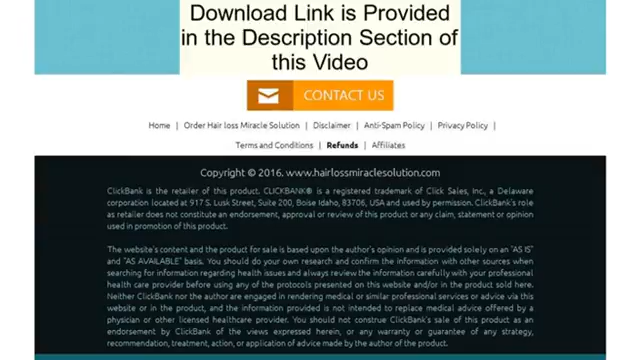 Download Link is Provided
in the Description Section of
this Video
CONTACT US
Home | Order Hair loss Miracle Solution | Disclaimer | Anti-Spam Policy | Privacy Policy |
Terms and Conditions | Refunds | Affiliates
Copyright © 2016. www.hairlossmiraclesolution.com
ClickBank is the retailer of this product. CLICKBANK® is a registered trademark of Click Sales, Inc., a Delaware
corporation located at 917 S. Lusk Street, Suite 200, Boise Idaho, 83706, USA and used by permission. ClickBank's role
as retailer does not constitute an endorsement, approval or review of this product or any claim, statement or opinion
used in promotion of this product.
The website's content and the product for sale is based upon the author's opinion and is provided solely on an "AS IS"
and "AS AVAILABLE" basis. You should do your own research and confirm the information with other sources when
searching for information regarding health issues and always review the information carefully with your professional
health care provider before using any of the protocols presented on this website and/or in the product sold here.
Neither ClickBank nor the author are engaged in rendering medical or similar professional services or advice via this
website or in the product, and the information provided is not intended to replace medical advice offered by a
physician or other licensed healthcare provider. You should not construe ClickBank's sale of this product as an
endorsement by ClickBank of the views expressed herein, or any warranty or guarantee of any strategy,
recommendation, treatment, action, or application of advice made by the author of the product.